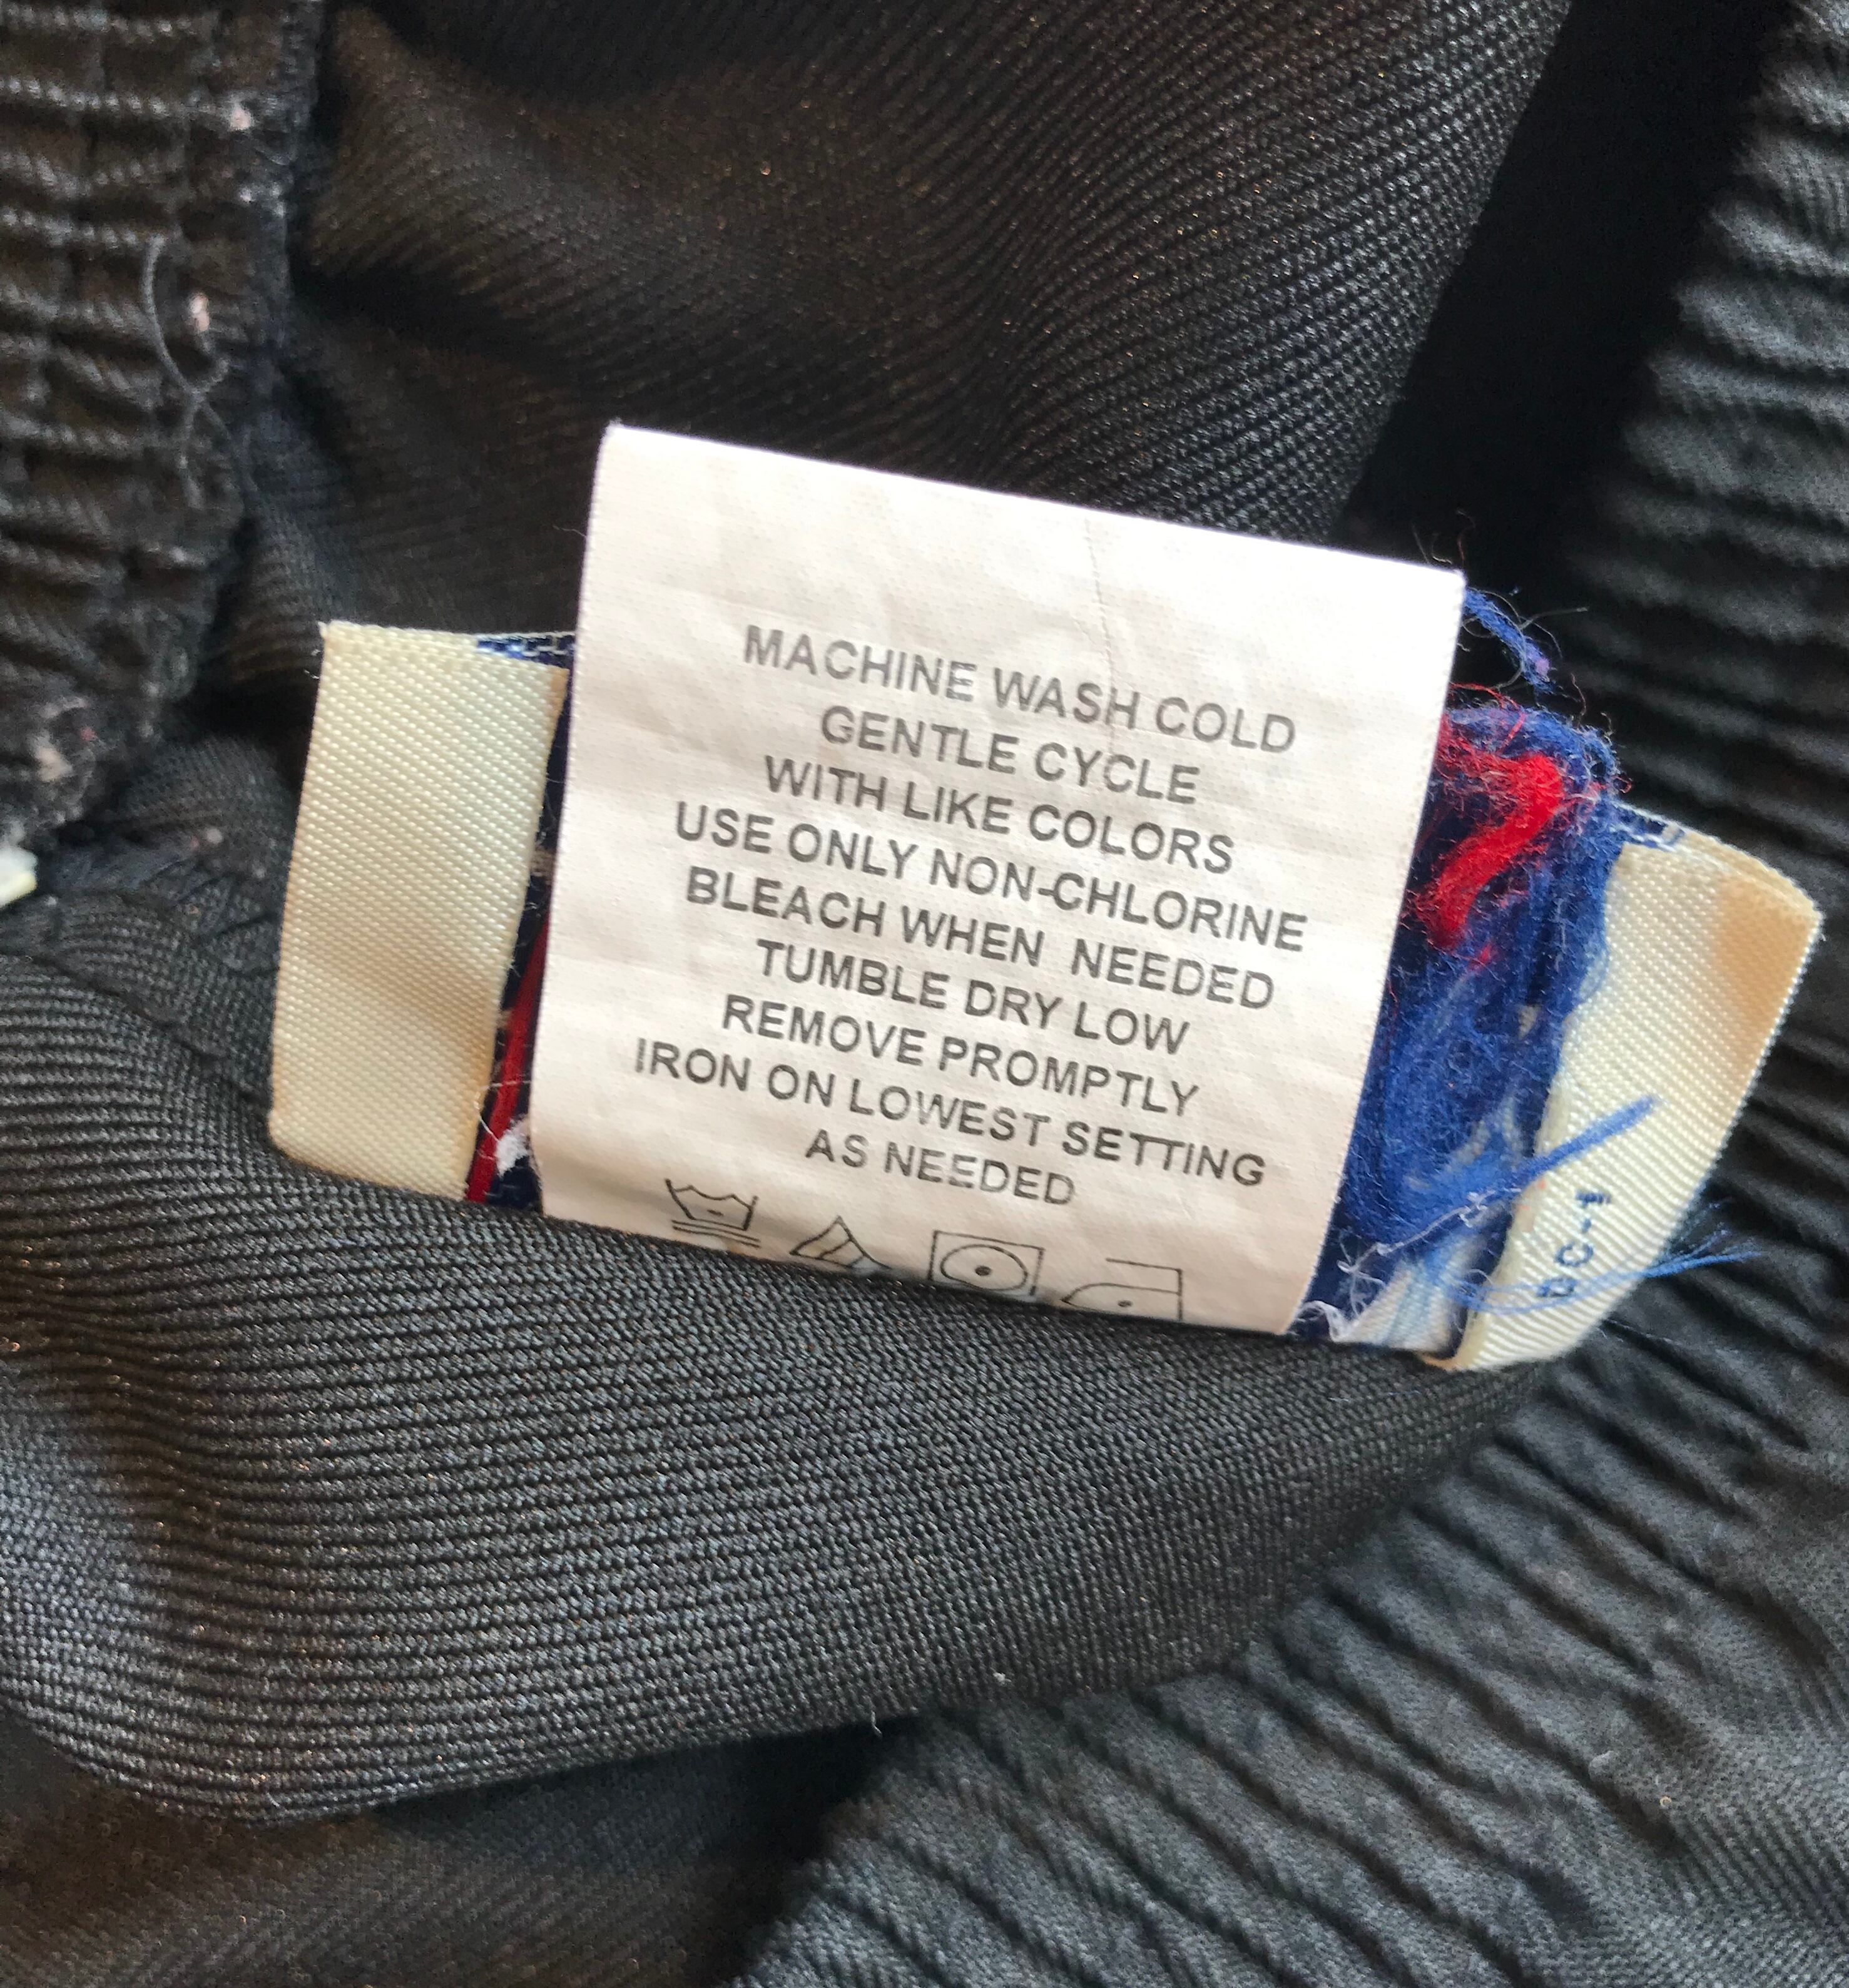 MACHINE WASH COLD
GENTLE CYCLE
WITH LIKE COLORS
USE ONLY NON-CHLORINE
BLEACH WHEN NEEDED
TUMBLE DRY LOW
REMOVE PROMPTLY
IRON ON LOWEST SETTING
AS NEEDED